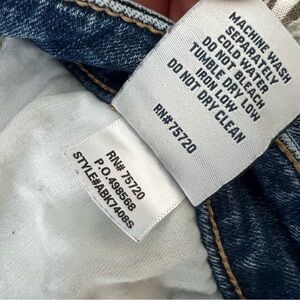 MACHINE WASH
SEPARATELY
COLD WATER
DO NOT BLEACH
TUMBLE DRY LOW
IRON LOW
DO NOT DRY CLEAN
RN#75720
RN# 75720
P.O.498568
STYLE#ABK7408S